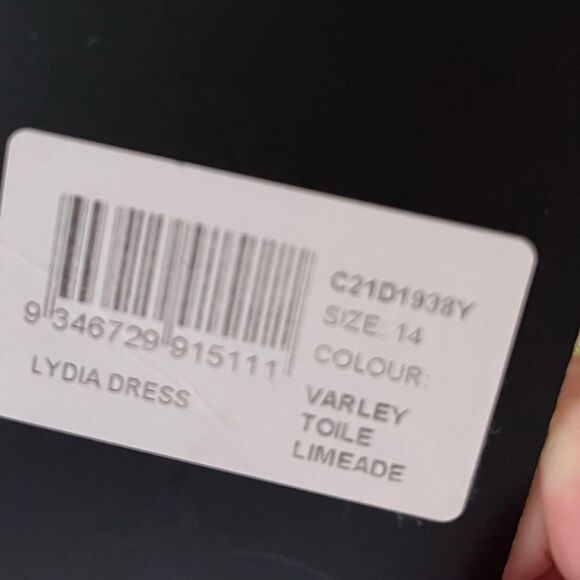 9 346729 915111
LYDIA DRESS
C21D1938Y
SIZE: 14
COLOUR:
VARLEY
TOILE
LIMEADE